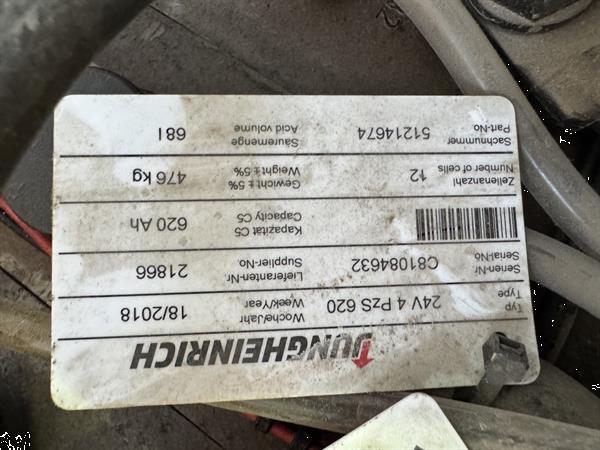 JUNGHEINRICH
Typ 24V 4 PzS 620 Woche/Jahr 18/2018
Type Week/Year
Serien-Nr C81084632 Lieferanten-Nr 21866
Serial-No Supplier-No.
Kapazität C5 620 Ah
Capacity C5
Zellenanzahl 12 Gewicht ± 5% 476 kg
Number of cells Weight ± 5%
Sachnummer 51214674 Säuremenge 68 l
Part-No Acid volume